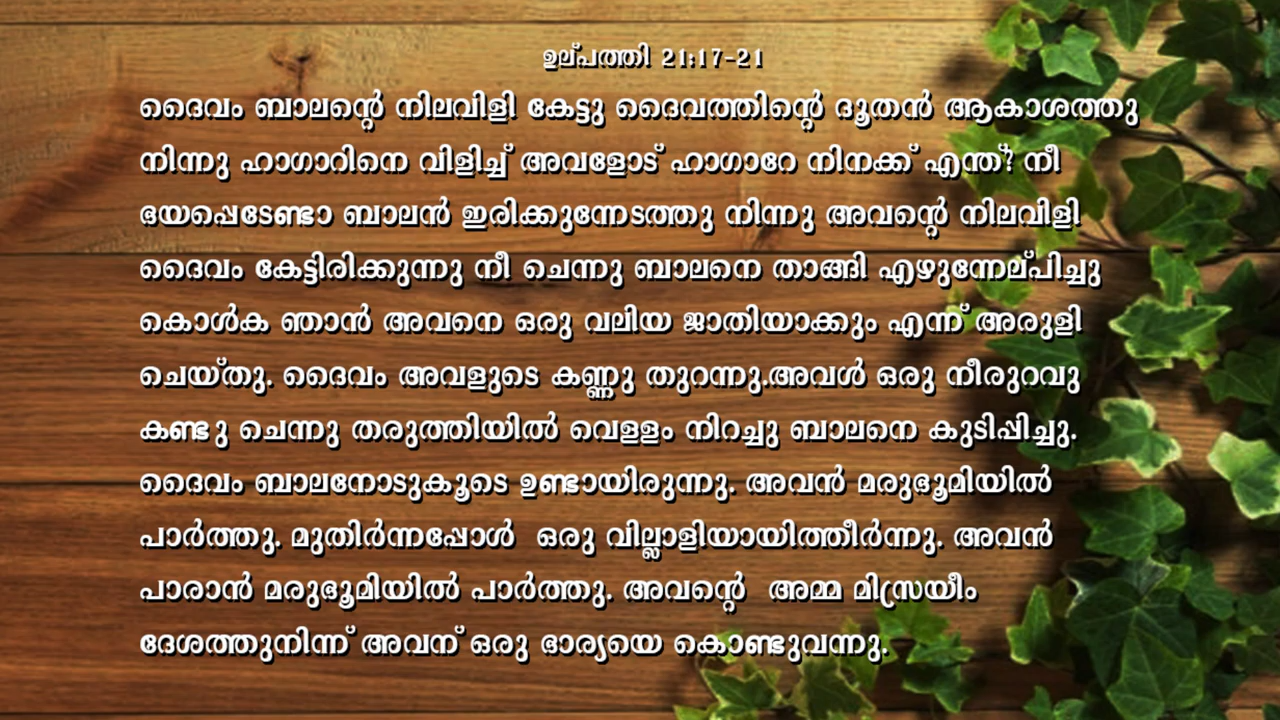 ഉല്പത്തി 21:17-21
ദൈവം ബാലന്റെ നിലവിളി കേട്ടു ദൈവത്തിന്റെ ദൂതൻ ആകാശത്തു
നിന്നു ഹാഗാറിനെ വിളിച്ച് അവളോട് ഹാഗാറേ നിനക്ക് എന്ത്? നീ
ഭയപ്പെടേണ്ടാ ബാലൻ ഇരിക്കുന്നേടത്തു നിന്നു അവന്റെ നിലവിളി
ദൈവം കേട്ടിരിക്കുന്നു നീ ചെന്നു ബാലനെ താങ്ങി എഴുന്നേല്പിച്ചു
കൊൾക ഞാൻ അവനെ ഒരു വലിയ ജാതിയാക്കും എന്ന് അരുളി
ചെയ്തു. ദൈവം അവളുടെ കണ്ണു തുറന്നു.അവൾ ഒരു നീരുറവു
കണ്ടു ചെന്നു തരുത്തിയിൽ വെളളം നിറച്ചു ബാലനെ കുടിപ്പിച്ചു.
ദൈവം ബാലനോടുകൂടെ ഉണ്ടായിരുന്നു. അവൻ മരുഭൂമിയിൽ
പാർത്തു. മുതിർന്നപ്പോൾ ഒരു വില്ലാളിയായിത്തീർന്നു. അവൻ
പാരാൻ മരുഭൂമിയിൽ പാർത്തു. അവന്റെ അമ്മ മിസ്രയീം
ദേശത്തുനിന്ന് അവന് ഒരു ഭാര്യയെ കൊണ്ടുവന്നു.